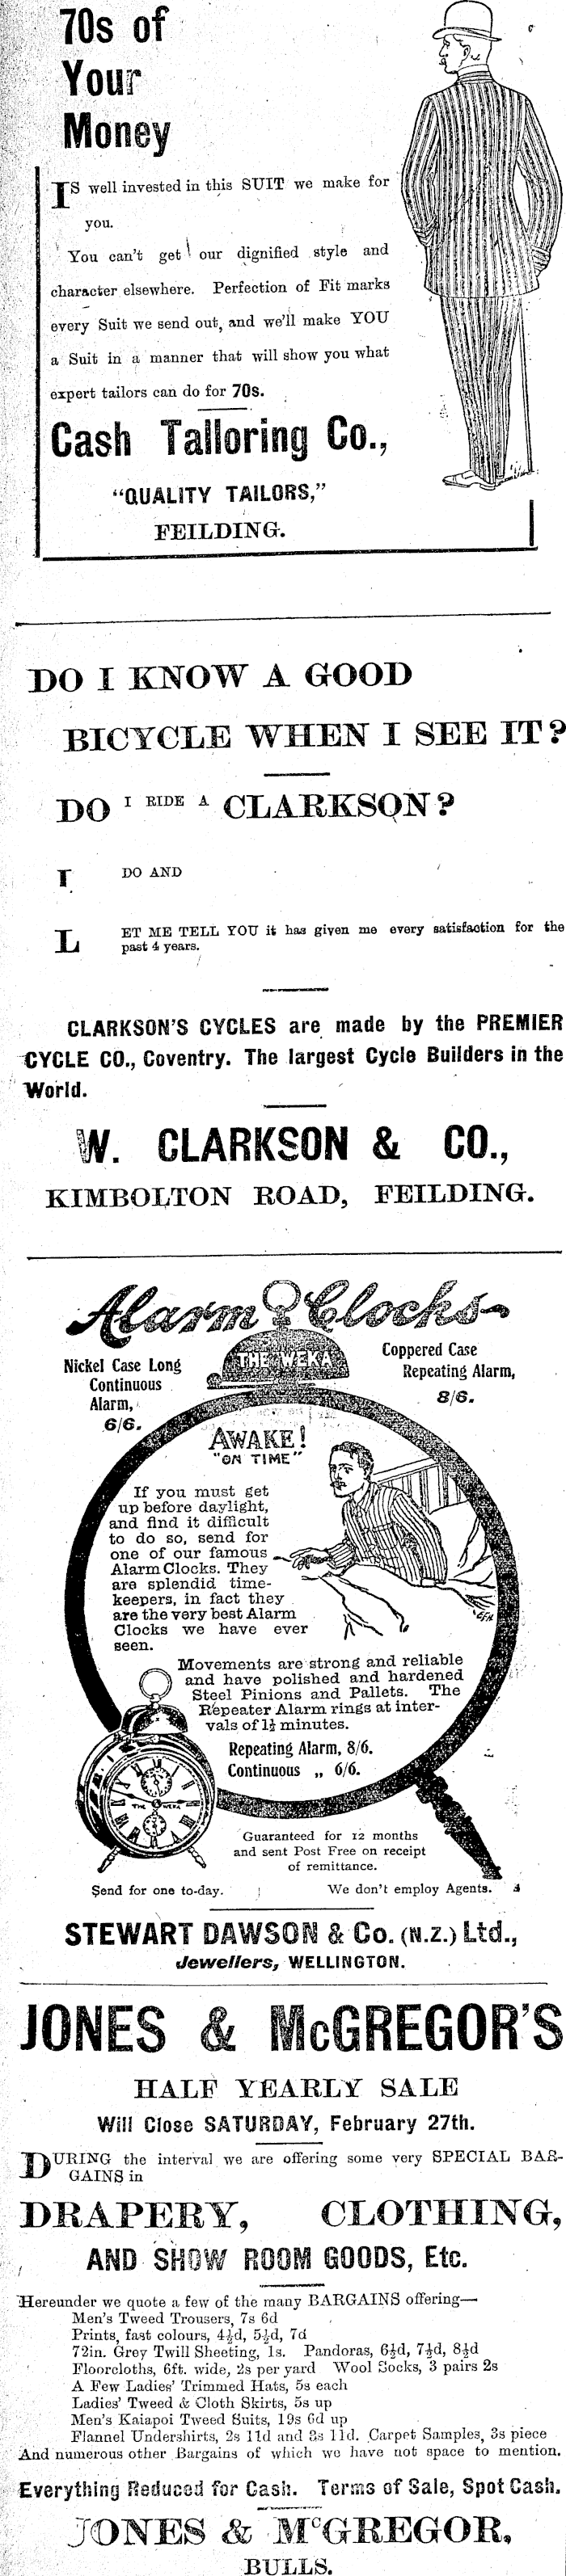 70s of
Your
Money
IS well invested in this SUIT we make for
you.
You can't get our dignified style and
character elsewhere. Perfection of Fit marks
every Suit we send out, and we'll make YOU
a Suit in a manner that will show you what
expert tailors can do for 70s.
Cash Tailoring Co.,
"QUALITY TAILORS,"
FEILDING.
DO I KNOW A GOOD
BICYCLE WHEN I SEE IT?
DO I RIDE A CLARKSON?
I DO AND
LET ME TELL YOU it has given me every satisfaction for the
past 4 years.
CLARKSON'S CYCLES are made by the PREMIER
CYCLE CO., Coventry. The largest Cycle Builders in the
World.
W. CLARKSON & CO.,
KIMBOLTON ROAD, FEILDING.
Alarm Clocks
THE WEKA
Nickel Case Long
Continuous
Alarm,
6/6.
Coppered Case
Repeating Alarm,
8/6.
AWAKE!
"ON TIME"
If you must get
up before daylight,
and find it difficult
to do so, send for
one of our famous
Alarm Clocks. They
are splendid time-
keepers, in fact they
are the very best Alarm
Clocks we have ever
seen.
Movements are strong and reliable
and have polished and hardened
Steel Pinions and Pallets. The
Repeater Alarm rings at inter-
vals of 1½ minutes.
Repeating Alarm, 8/6.
Continuous „ 6/6.
THE WEKA
Guaranteed for 12 months
and sent Post Free on receipt
of remittance.
Send for one to-day. We don't employ Agents. 4
STEWART DAWSON & Co. (N.Z.) Ltd.,
Jewellers, WELLINGTON.
JONES & McGREGOR'S
HALF YEARLY SALE
Will Close SATURDAY, February 27th.
DURING the interval we are offering some very SPECIAL BAR-
GAINS in
DRAPERY, CLOTHING,
AND SHOW ROOM GOODS, Etc.
Hereunder we quote a few of the many BARGAINS offering—
Men's Tweed Trousers, 7s 6d
Prints, fast colours, 4½d, 5½d, 7d
72in. Grey Twill Sheeting, 1s. Pandoras, 6½d, 7½d, 8½d
Floorcloths, 6ft. wide, 2s per yard Wool Socks, 3 pairs 2s
A Few Ladies' Trimmed Hats, 5s each
Ladies' Tweed & Cloth Skirts, 5s up
Men's Kaiapoi Tweed Suits, 19s 6d up
Flannel Undershirts, 2s 11d and 3s 11d. Carpet Samples, 3s piece
And numerous other Bargains of which we have not space to mention.
Everything Reduced for Cash. Terms of Sale, Spot Cash.
JONES & McGREGOR,
BULLS.